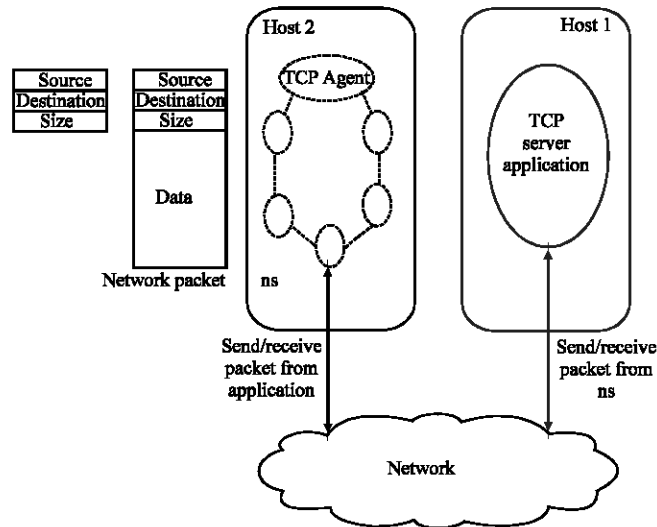 Host 2
Host 1
Source
Destination
Size
Source
Destination
Size
Data
Network packet
TCP Agent
ns
TCP
server
application
Send/receive
packet from
application
Send/receive
packet from
ns
Network